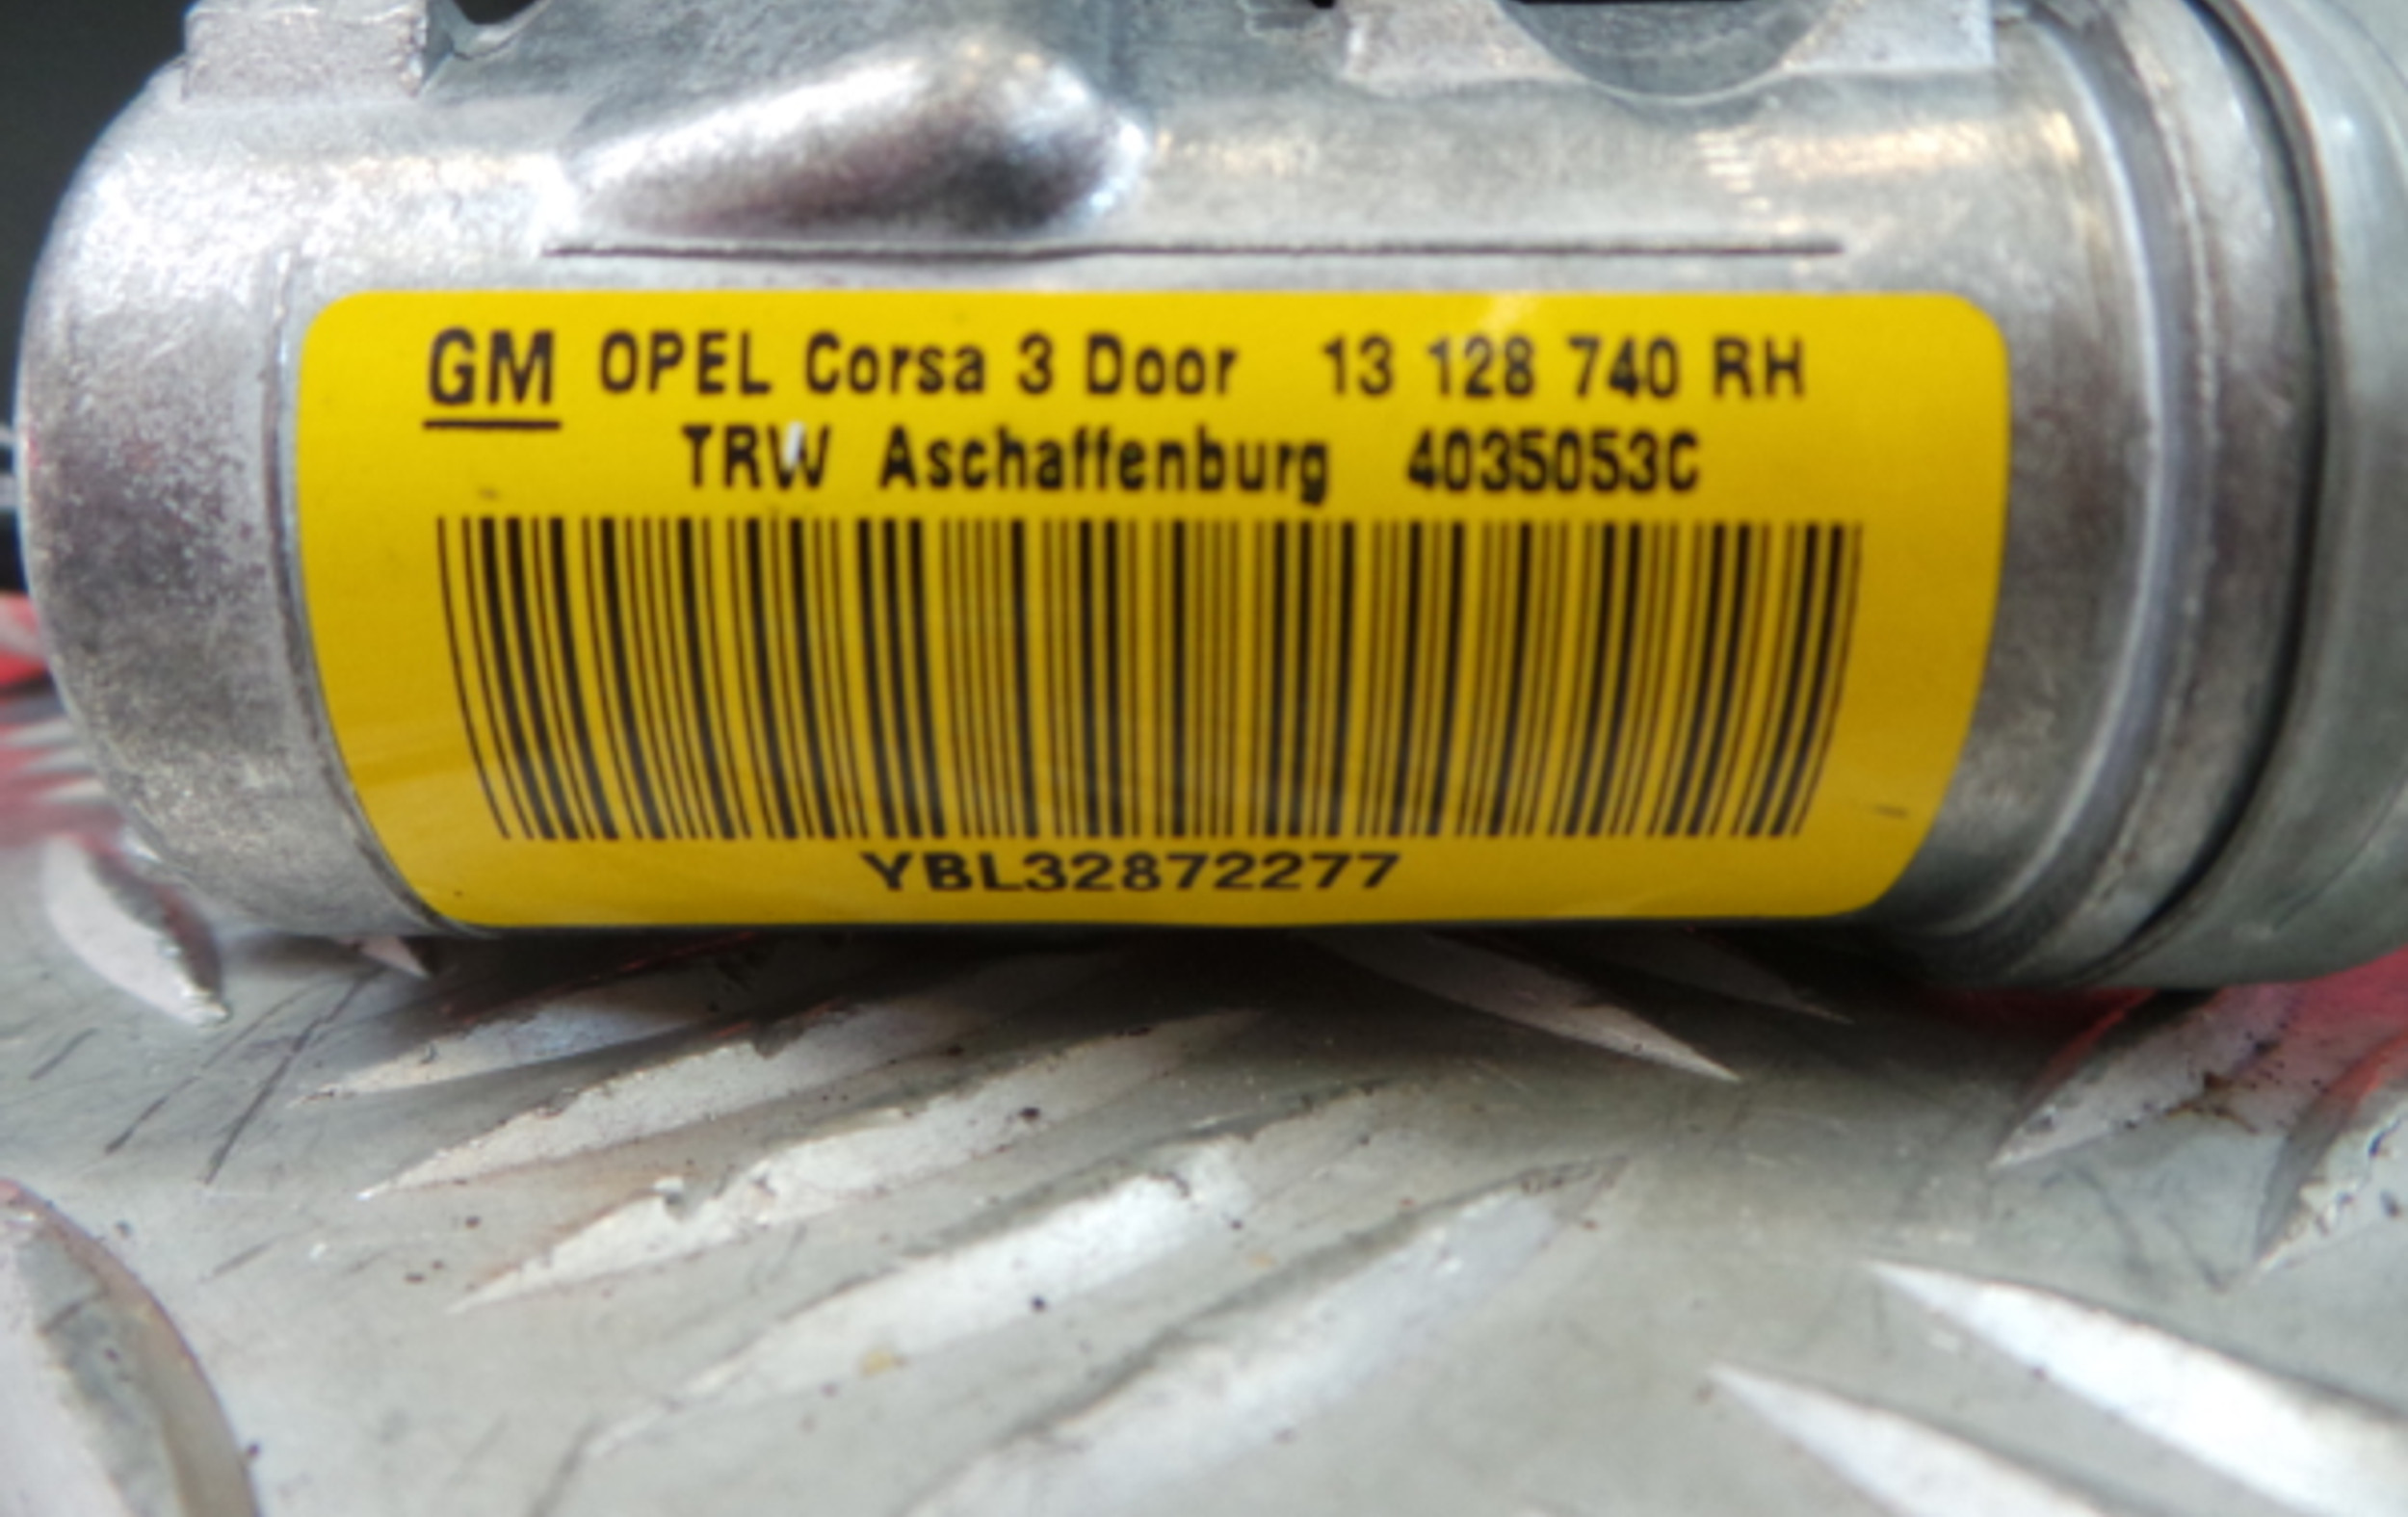 GM OPEL Corsa 3 Door 13 128 740 RH
TRW Aschaffenburg 4035053C
YBL32872277